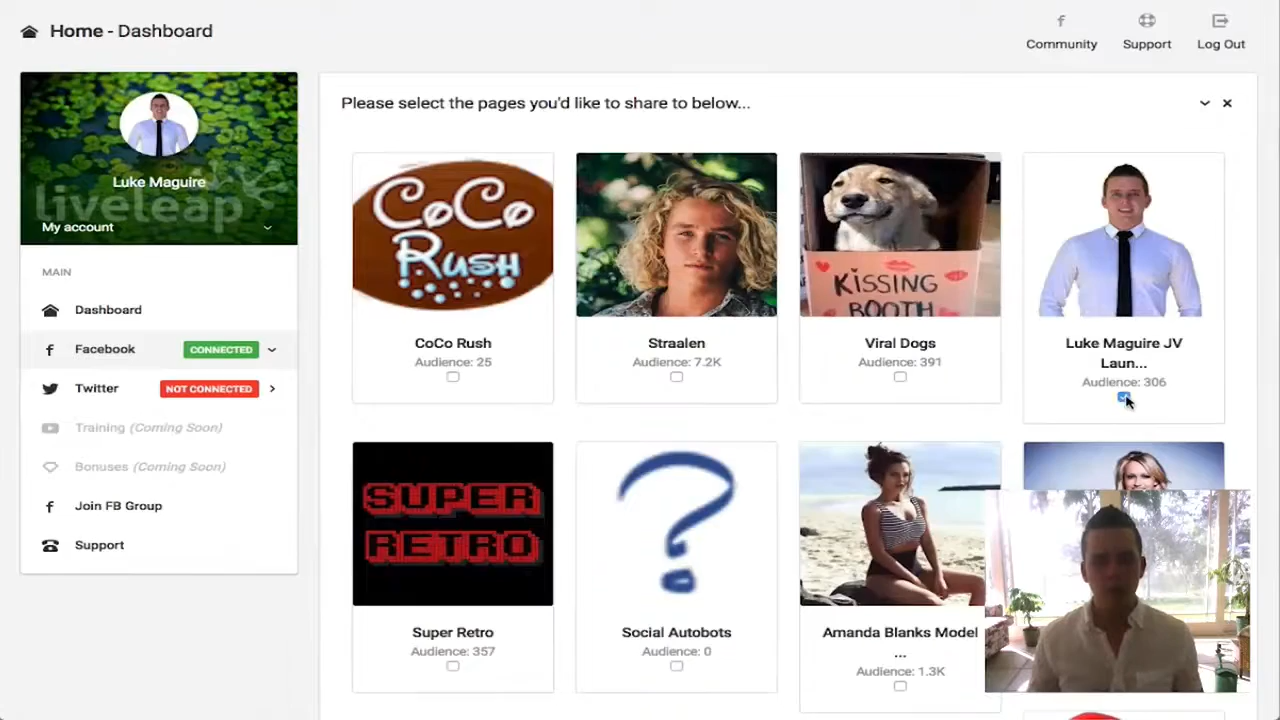 Home - Dashboard
Community
Support
Log Out
liveleap
Luke Maguire
My account
MAIN
Dashboard
Facebook CONNECTED
Twitter NOT CONNECTED
Training (Coming Soon)
Bonuses (Coming Soon)
Join FB Group
Support
Please select the pages you'd like to share to below...
CoCo
Rush
CoCo Rush
Audience: 25
Straalen
Audience: 7.2K
KISSING
BOOTH
Viral Dogs
Audience: 391
Luke Maguire JV
Laun...
Audience: 306
SUPER
RETRO
Super Retro
Audience: 357
?
Social Autobots
Audience: 0
Amanda Blanks Model
...
Audience: 1.3K